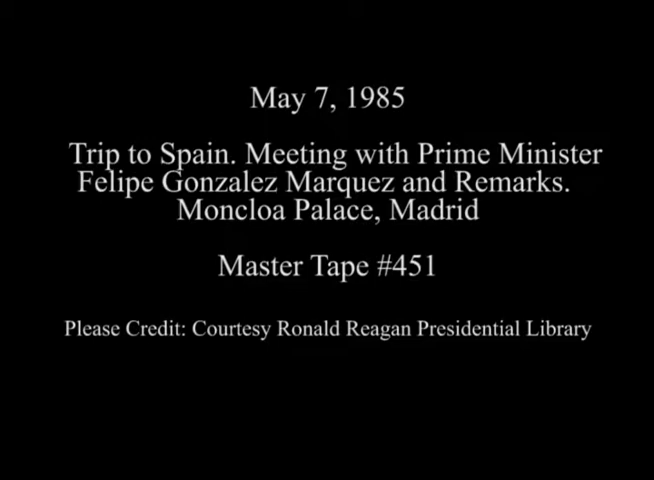 May 7, 1985
Trip to Spain. Meeting with Prime Minister
Felipe Gonzalez Marquez and Remarks.
Moncloa Palace, Madrid
Master Tape #451
Please Credit: Courtesy Ronald Reagan Presidential Library